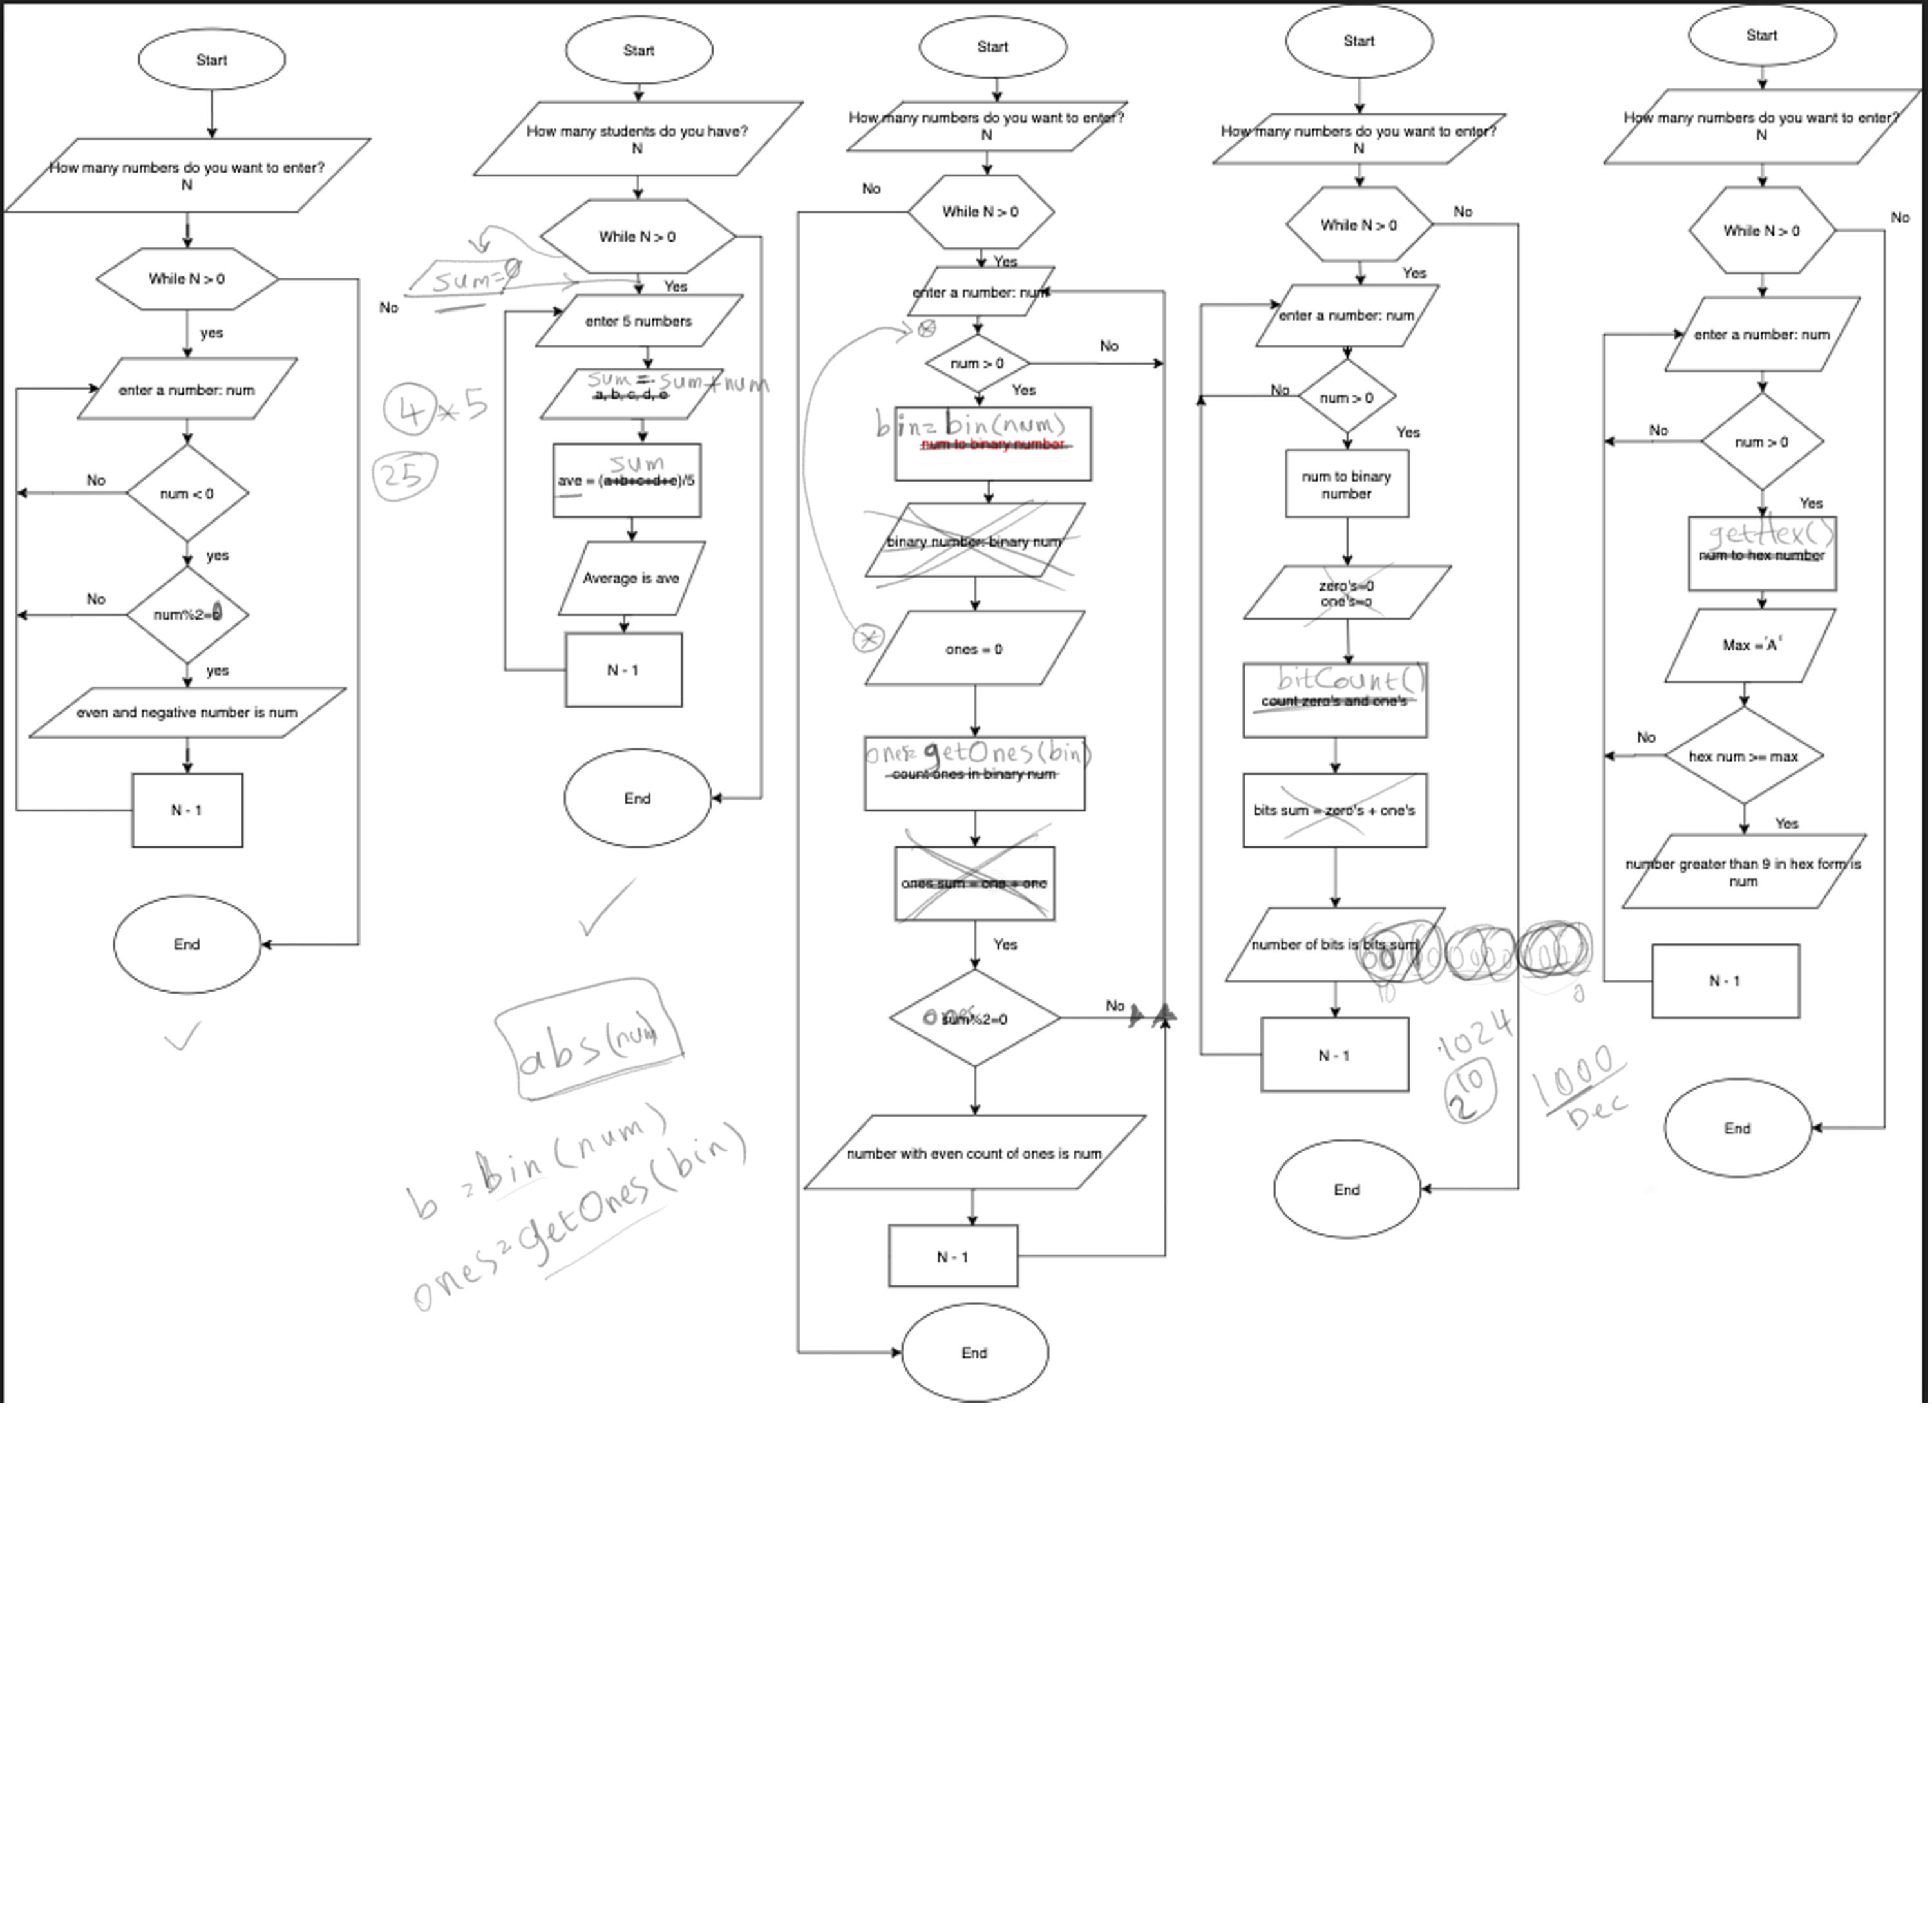 Start
How many numbers do you want to enter?
N
While N > 0
No
yes
enter a number: num
No
num < 0
yes
No
num%2=0
yes
even and negative number is num
N - 1
End
Start
How many students do you have?
N
While N > 0
sum=0
Yes
enter 5 numbers
sum = sum+num
a, b, c, d, e
4 x 5
25
sum
ave = (a+b+c+d+e)/5
Average is ave
N - 1
End
abs(num)
b = bin(num)
ones = getOnes(bin)
Start
How many numbers do you want to enter?
N
No
While N > 0
Yes
enter a number: num
num > 0
No
Yes
bin= bin(num)
num to binary number
binary number: binary num
ones = 0
ones= getOnes(bin)
count ones in binary num
ones sum = one + one
Yes
ones
sum%2=0
No
number with even count of ones is num
N - 1
End
Start
How many numbers do you want to enter?
N
While N > 0
No
Yes
enter a number: num
No
num > 0
Yes
num to binary
number
zero's=0
one's=o
bitCount()
count zero's and one's
bits sum = zero's + one's
number of bits is bits sum
10
0
N - 1
1024
2 10
1000
Dec
End
Start
How many numbers do you want to enter?
N
While N > 0
No
enter a number: num
No
num > 0
Yes
getHex()
num to hex number
Max = 'A'
No
hex num >= max
Yes
number greater than 9 in hex form is
num
N - 1
End